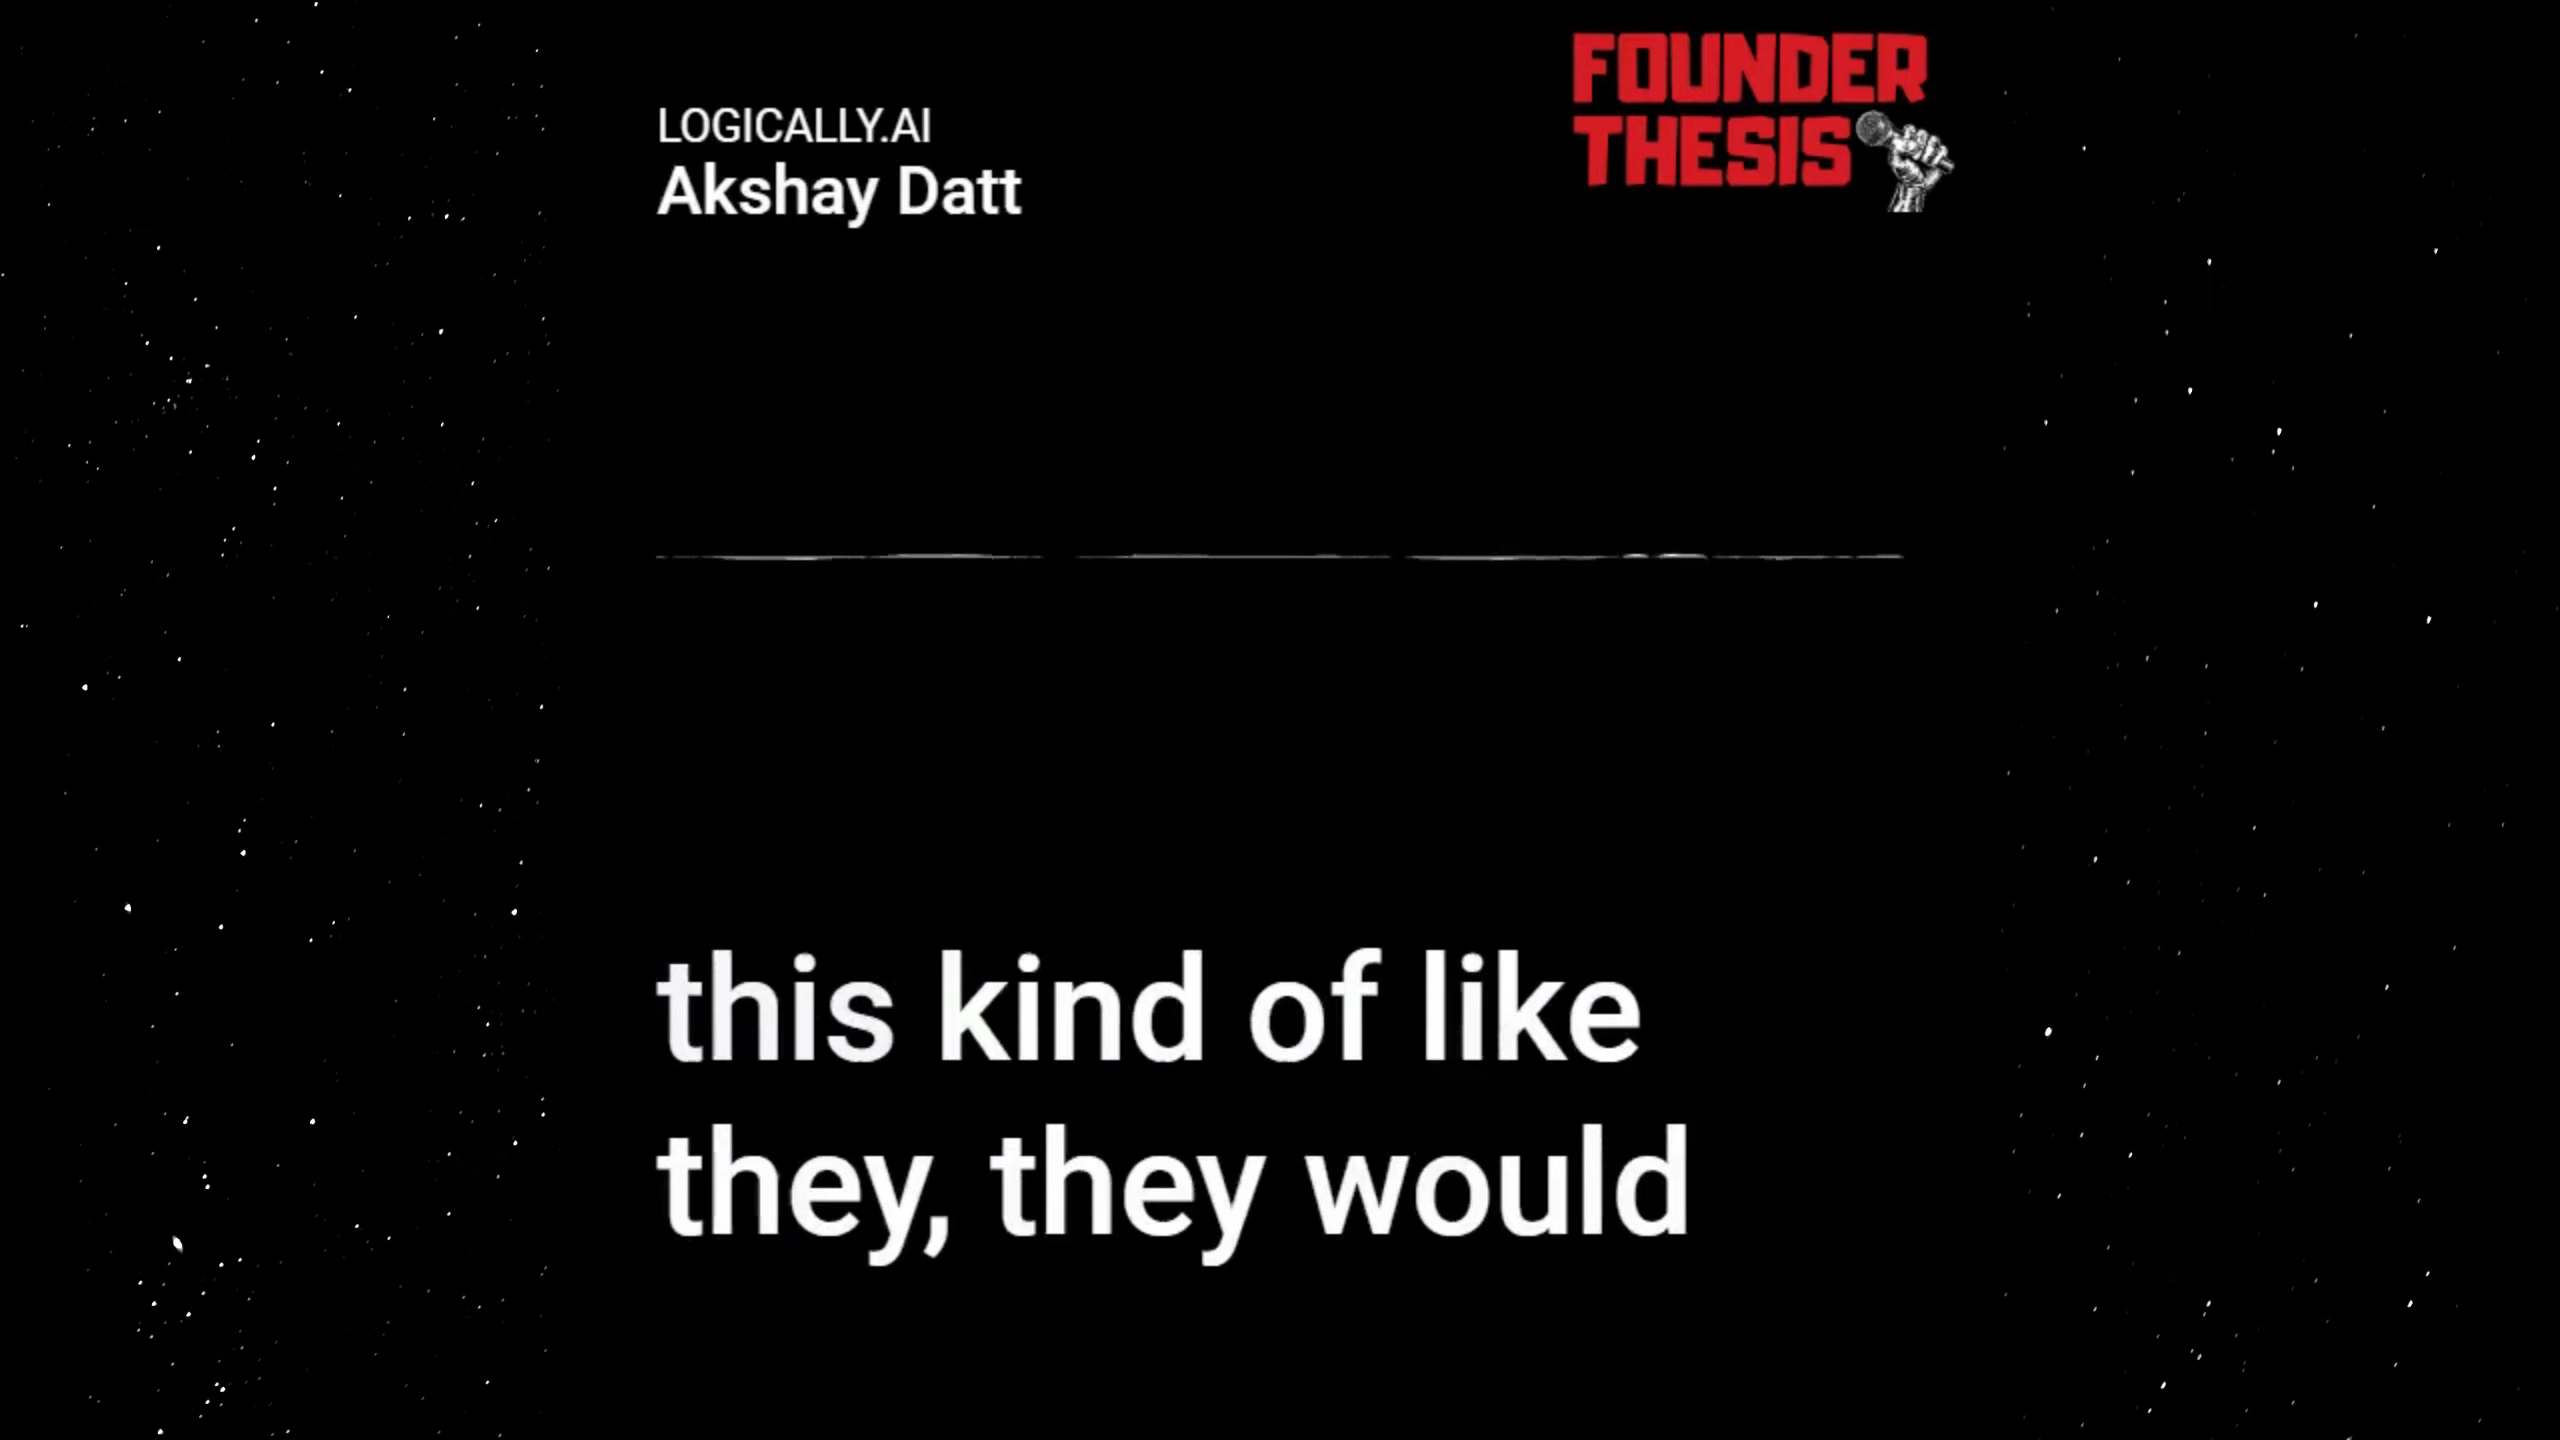 LOGICALLY.AI
Akshay Datt
FOUNDER
THESIS
this kind of like
they, they would